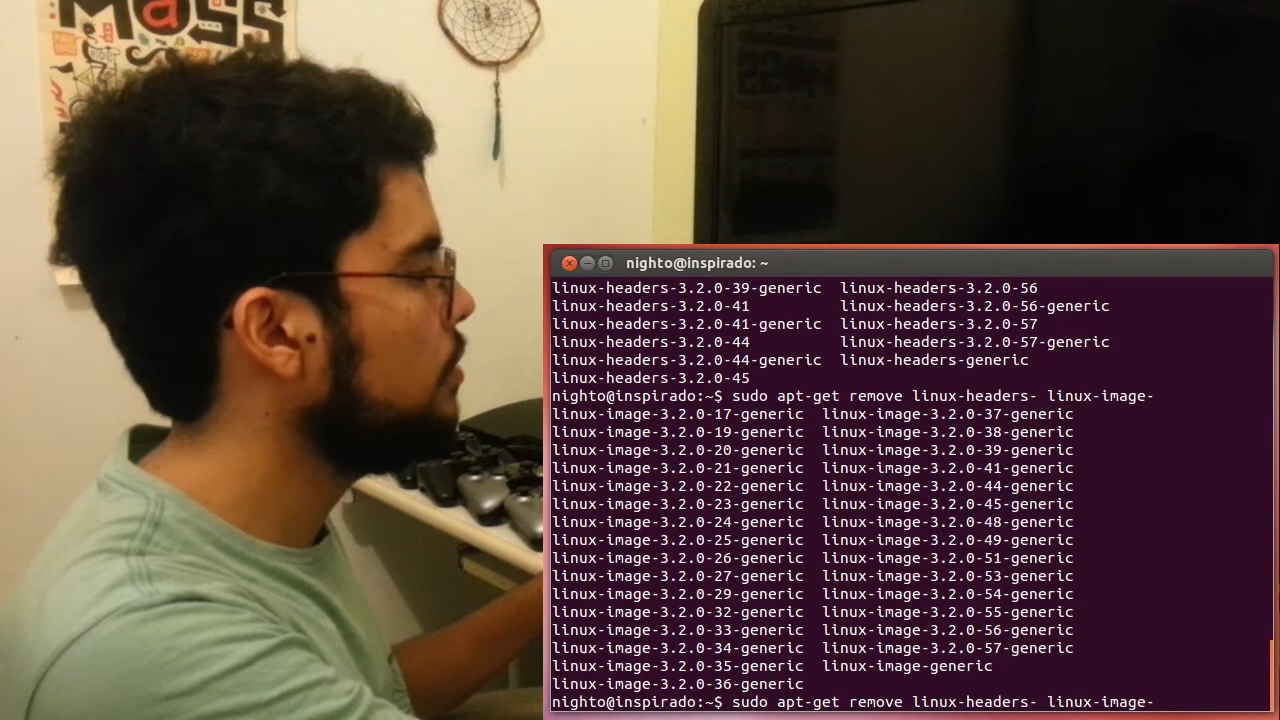 MaSS
nighto@inspirado: ~
linux-headers-3.2.0-39-generic  linux-headers-3.2.0-56
linux-headers-3.2.0-41          linux-headers-3.2.0-56-generic
linux-headers-3.2.0-41-generic  linux-headers-3.2.0-57
linux-headers-3.2.0-44          linux-headers-3.2.0-57-generic
linux-headers-3.2.0-44-generic  linux-headers-generic
linux-headers-3.2.0-45
nighto@inspirado:~$ sudo apt-get remove linux-headers- linux-image-
linux-image-3.2.0-17-generic  linux-image-3.2.0-37-generic
linux-image-3.2.0-19-generic  linux-image-3.2.0-38-generic
linux-image-3.2.0-20-generic  linux-image-3.2.0-39-generic
linux-image-3.2.0-21-generic  linux-image-3.2.0-41-generic
linux-image-3.2.0-22-generic  linux-image-3.2.0-44-generic
linux-image-3.2.0-23-generic  linux-image-3.2.0-45-generic
linux-image-3.2.0-24-generic  linux-image-3.2.0-48-generic
linux-image-3.2.0-25-generic  linux-image-3.2.0-49-generic
linux-image-3.2.0-26-generic  linux-image-3.2.0-51-generic
linux-image-3.2.0-27-generic  linux-image-3.2.0-53-generic
linux-image-3.2.0-29-generic  linux-image-3.2.0-54-generic
linux-image-3.2.0-32-generic  linux-image-3.2.0-55-generic
linux-image-3.2.0-33-generic  linux-image-3.2.0-56-generic
linux-image-3.2.0-34-generic  linux-image-3.2.0-57-generic
linux-image-3.2.0-35-generic  linux-image-generic
linux-image-3.2.0-36-generic
nighto@inspirado:~$ sudo apt-get remove linux-headers- linux-image-